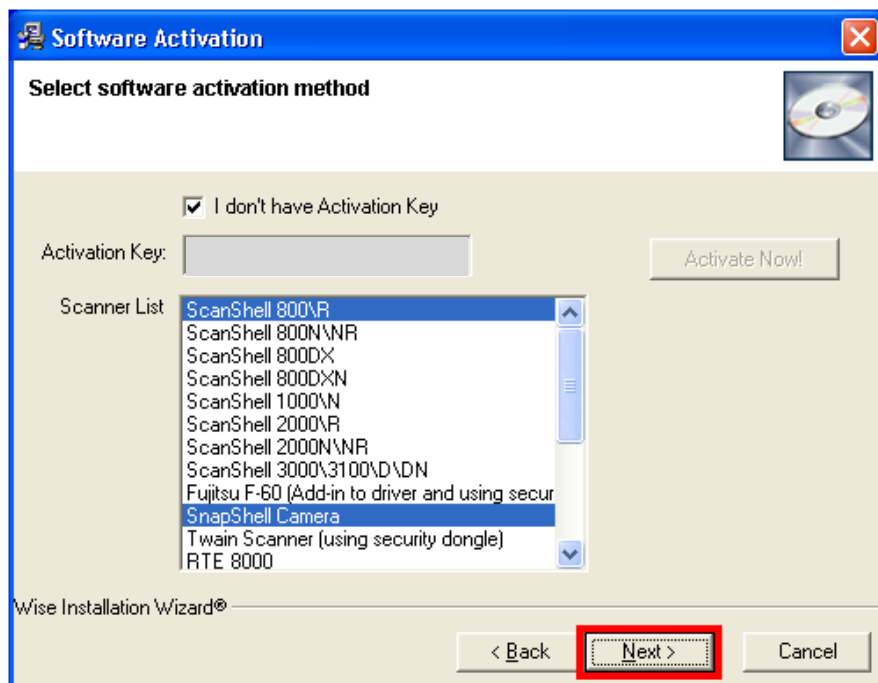 Software Activation
Select software activation method
I don't have Activation Key
Activation Key:
Activate Now!
Scanner List
ScanShell 800\R
ScanShell 800N\NR
ScanShell 800DX
ScanShell 800DXN
ScanShell 1000\N
ScanShell 2000\R
ScanShell 2000N\NR
ScanShell 3000\3100\D\DN
Fujitsu F-60 (Add-in to driver and using secur
SnapShell Camera
Twain Scanner (using security dongle)
RTE 8000
Wise Installation Wizard®
< Back
Next >
Cancel